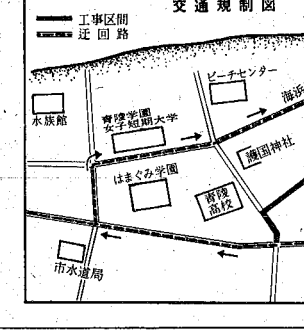 交通規制図
工事区間
迂回路
ビーチセンター
水族館
青陵学園
女子短期大学
海浜
護国神社
はまぐみ学園
青陵
高校
市水道局